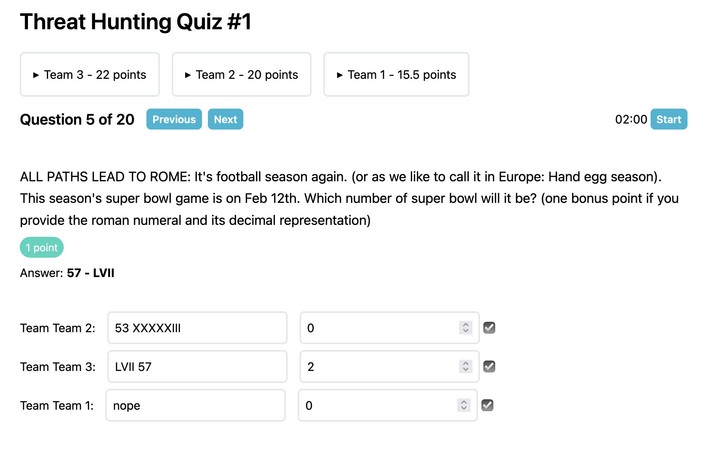 Threat Hunting Quiz #1
▸ Team 3 - 22 points
▸ Team 2 - 20 points
▸ Team 1 - 15.5 points
Question 5 of 20
Previous
Next
02:00
Start
ALL PATHS LEAD TO ROME: It's football season again. (or as we like to call it in Europe: Hand egg season).
This season's super bowl game is on Feb 12th. Which number of super bowl will it be? (one bonus point if you
provide the roman numeral and its decimal representation)
1 point
Answer: 57 - LVII
Team Team 2: 53 XXXXXIII 0
Team Team 3: LVII 57 2
Team Team 1: nope 0